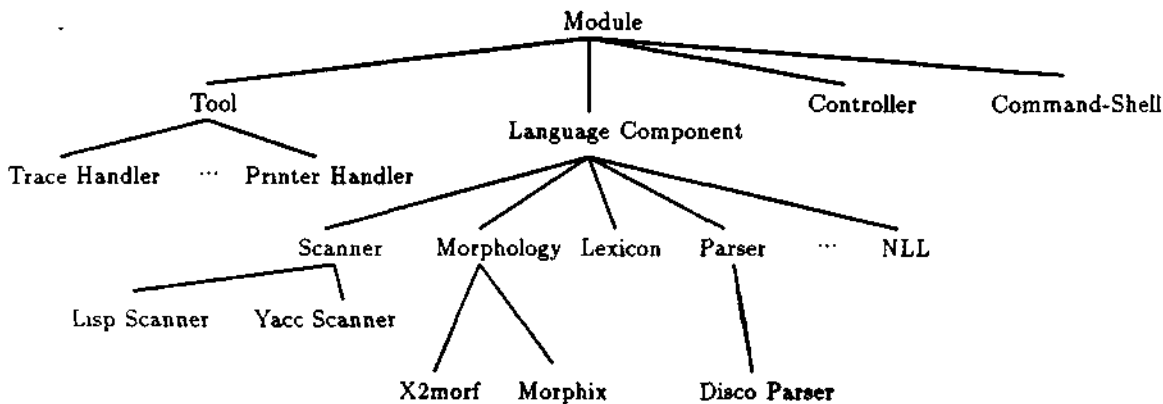 Module
Tool
Controller
Command-Shell
Language Component
Trace Handler ... Printer Handler
Scanner Morphology Lexicon Parser ... NLL
Lisp Scanner Yacc Scanner
X2morf Morphix Disco Parser